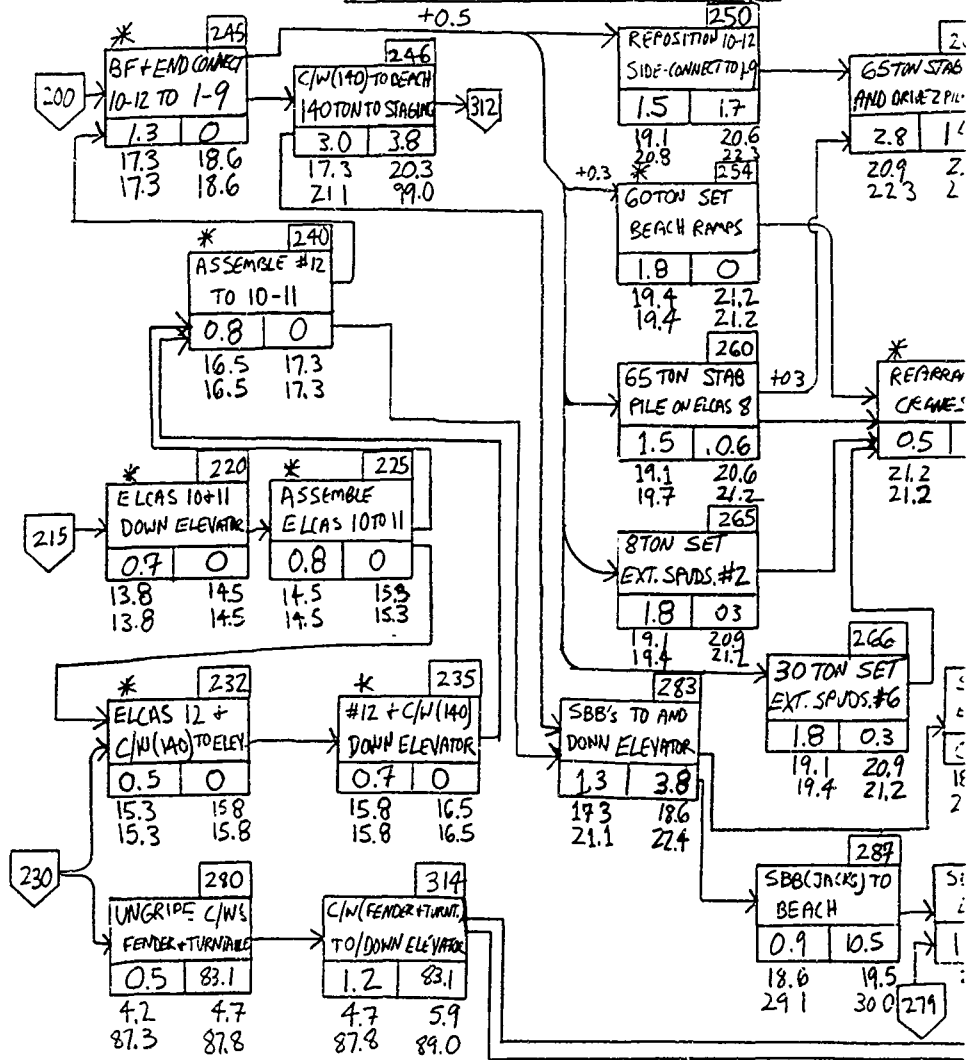 +0.5
*
245
BF + END CONNECT
10-12 TO 1-9
1.3 0
17.3 18.6
17.3 18.6
200
246
C/W(140) TO BEACH
140 TON TO STAGING
3.0 3.8
17.3 20.3
21.1 99.0
312
250
REPOSITION 10-12
SIDE-CONNECT TO 1-9
1.5 1.7
19.1 20.6
20.8 22.3
65 TON STAB
AND DRIVE 2 PIL
2.8
20.9
22.3
+0.3
*
254
60 TON SET
BEACH RAMPS
1.8 0
19.4 21.2
19.4 21.2
*
240
ASSEMBLE #12
TO 10-11
0.8 0
16.5 17.3
16.5 17.3
260
65 TON STAB
PILE ON ELCAS 8
1.5 .0.6
19.1 20.6
19.7 21.2
+03
*
REARRA
CRANES
0.5
21.2
21.2
215
*
220
ELCAS 10+11
DOWN ELEVATOR
0.7 0
13.8 14.5
13.8 14.5
*
225
ASSEMBLE
ELCAS 10 TO 11
0.8 0
14.5 15.3
14.5 15.3
265
8 TON SET
EXT. SPUDS. #2
1.8 03
19.1 20.9
19.4 21.2
266
30 TON SET
EXT. SPUDS. #6
1.8 0.3
19.1 20.9
19.4 21.2
*
232
ELCAS 12 +
C/W(140) TO ELEV
0.5 0
15.3 158
15.3 15.8
*
235
#12 + C/W(140)
DOWN ELEVATOR
0.7 0
15.8 16.5
15.8 16.5
283
SBB's TO AND
DOWN ELEVATOR
1.3 3.8
173 18.6
21.1 22.4
230
280
UNGRIPE C/W's
FENDER + TURNTABLE
0.5 83.1
4.2 4.7
87.3 87.8
314
C/W(FENDER + TURNT.)
TO/DOWN ELEVATOR
1.2 83.1
4.7 5.9
87.8 89.0
287
SBB(JACKS) TO
BEACH
0.9 10.5
18.6 19.5
291 300
279